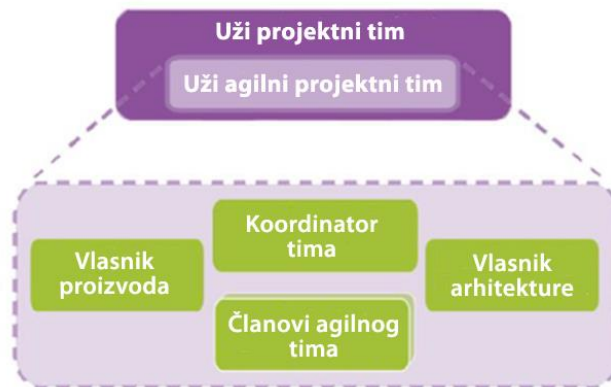 Uži projektni tim
Uži agilni projektni tim
Koordinator
tima
Vlasnik
proizvoda
Vlasnik
arhitekture
Članovi agilnog
tima